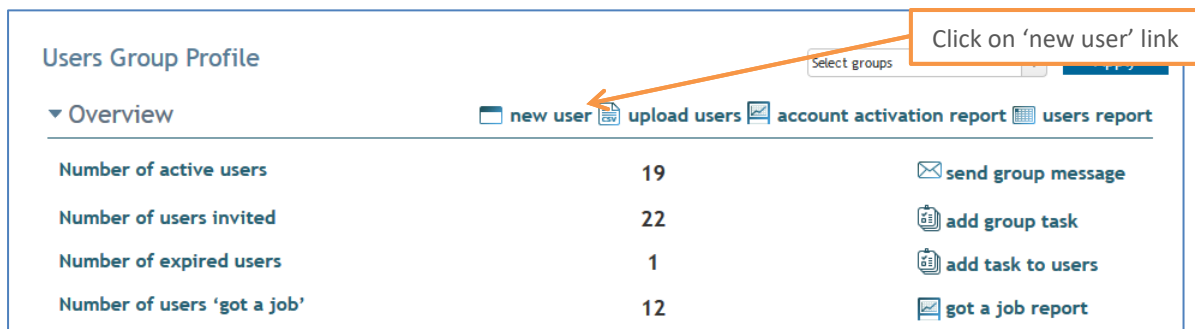 Click on ‘new user’ link
Users Group Profile
Select groups
Overview
new user
CSV
upload users
account activation report
users report
Number of active users
19
send group message
Number of users invited
22
add group task
Number of expired users
1
add task to users
Number of users ‘got a job’
12
got a job report